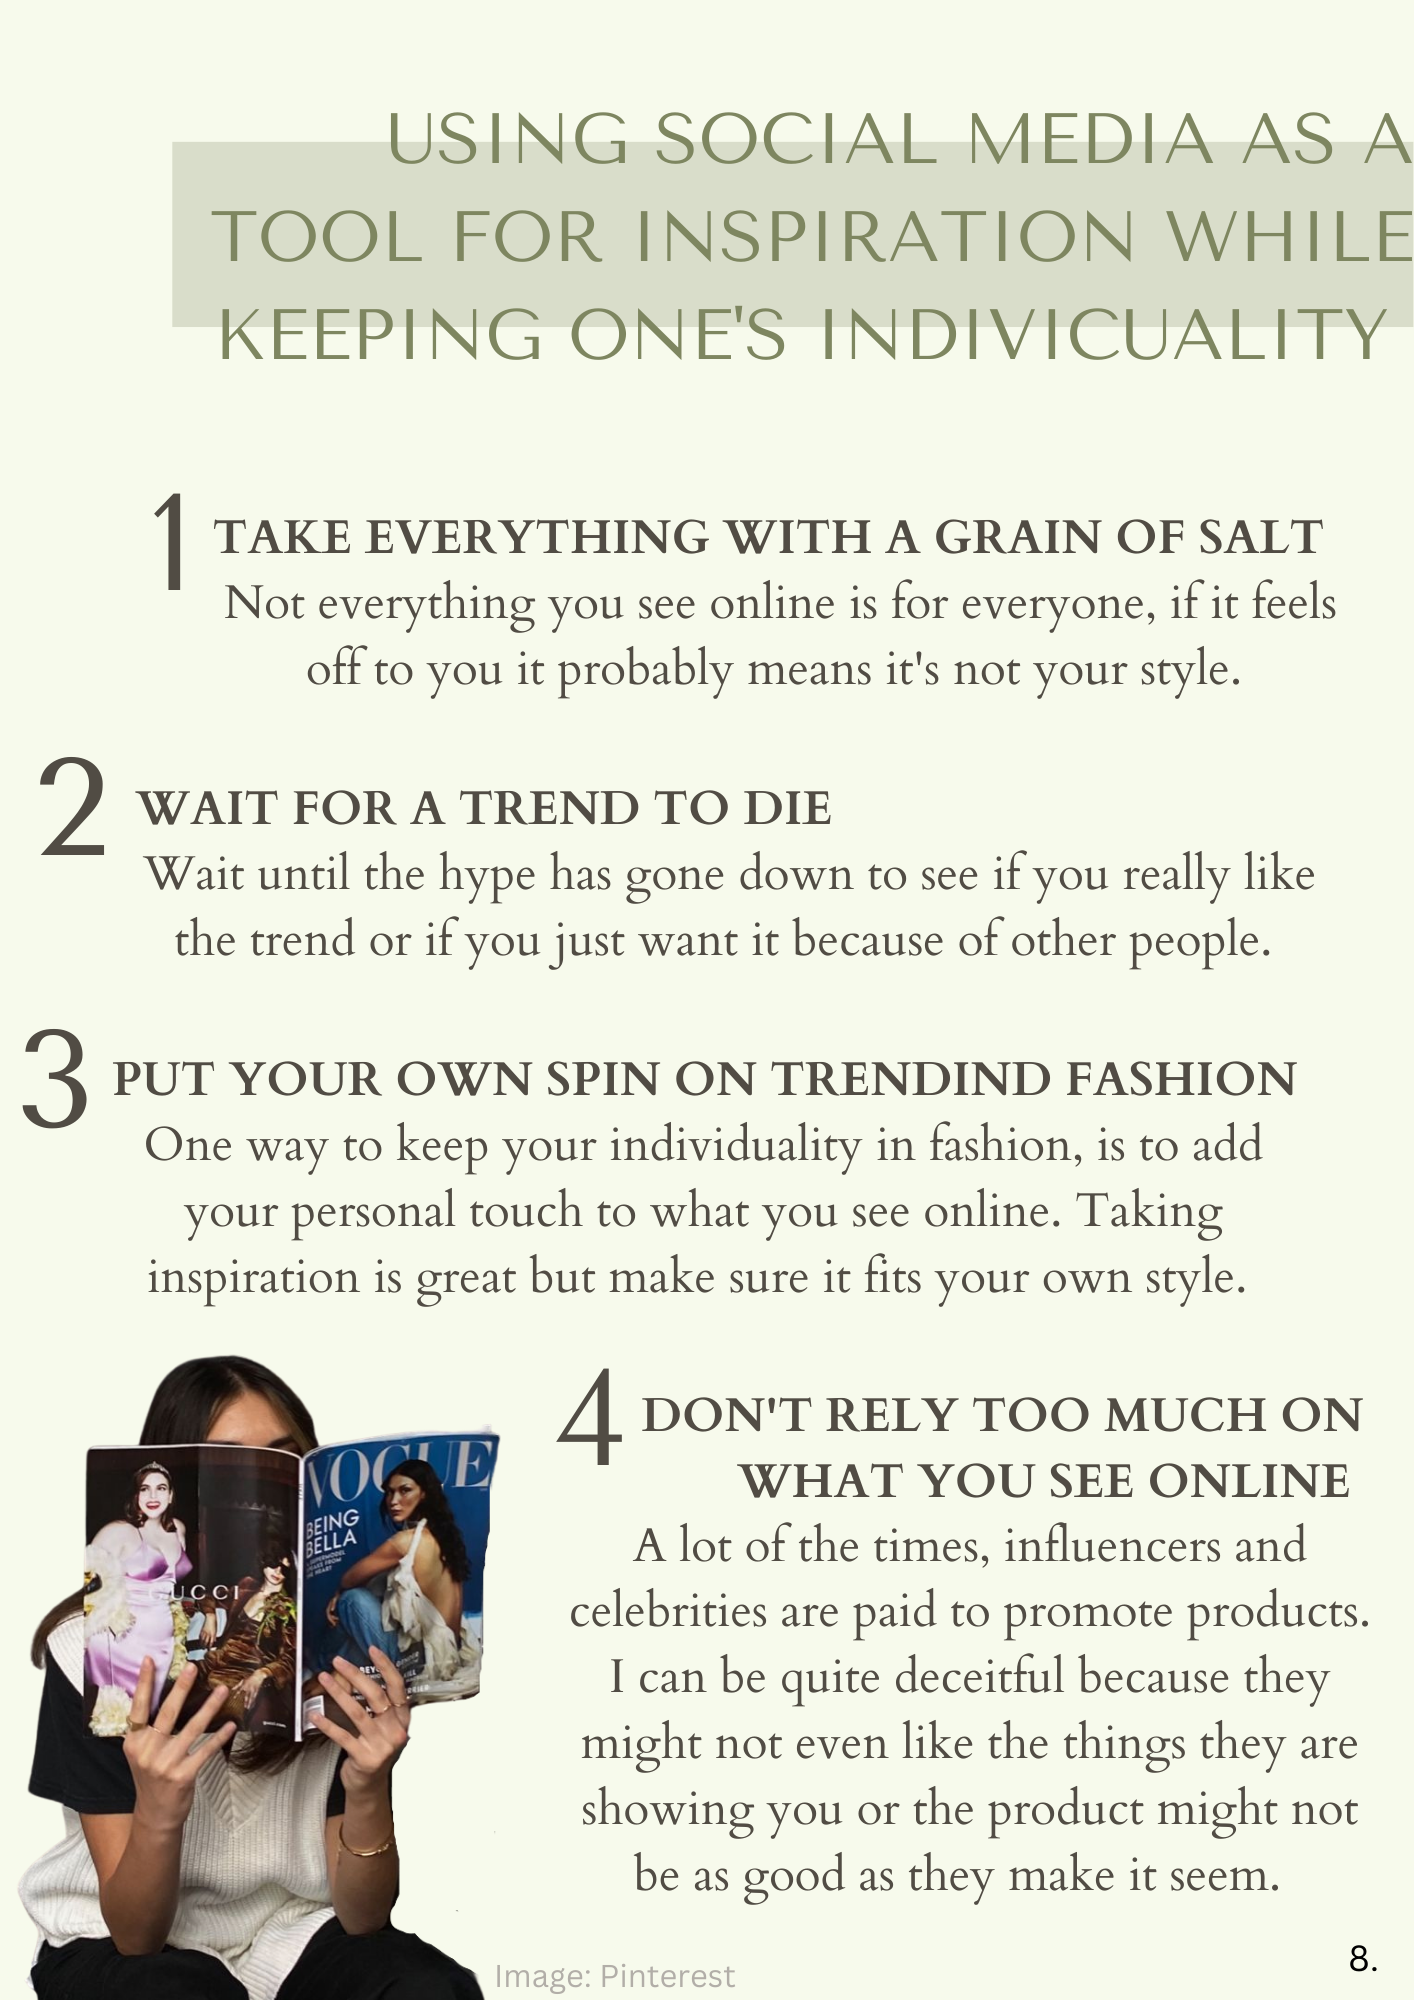 USING SOCIAL MEDIA AS A
TOOL FOR INSPIRATION WHILE
KEEPING ONE'S INDIVICUALITY
1 TAKE EVERYTHING WITH A GRAIN OF SALT
Not everything you see online is for everyone, if it feels
off to you it probably means it's not your style.
2 WAIT FOR A TREND TO DIE
Wait until the hype has gone down to see if you really like
the trend or if you just want it because of other people.
3 PUT YOUR OWN SPIN ON TRENDIND FASHION
One way to keep your individuality in fashion, is to add
your personal touch to what you see online. Taking
inspiration is great but make sure it fits your own style.
4 DON'T RELY TOO MUCH ON
WHAT YOU SEE ONLINE
A lot of the times, influencers and
celebrities are paid to promote products.
I can be quite deceitful because they
might not even like the things they are
showing you or the product might not
be as good as they make it seem.
VOGUE
BEING
BELLA
GUCCI
Image: Pinterest
8.